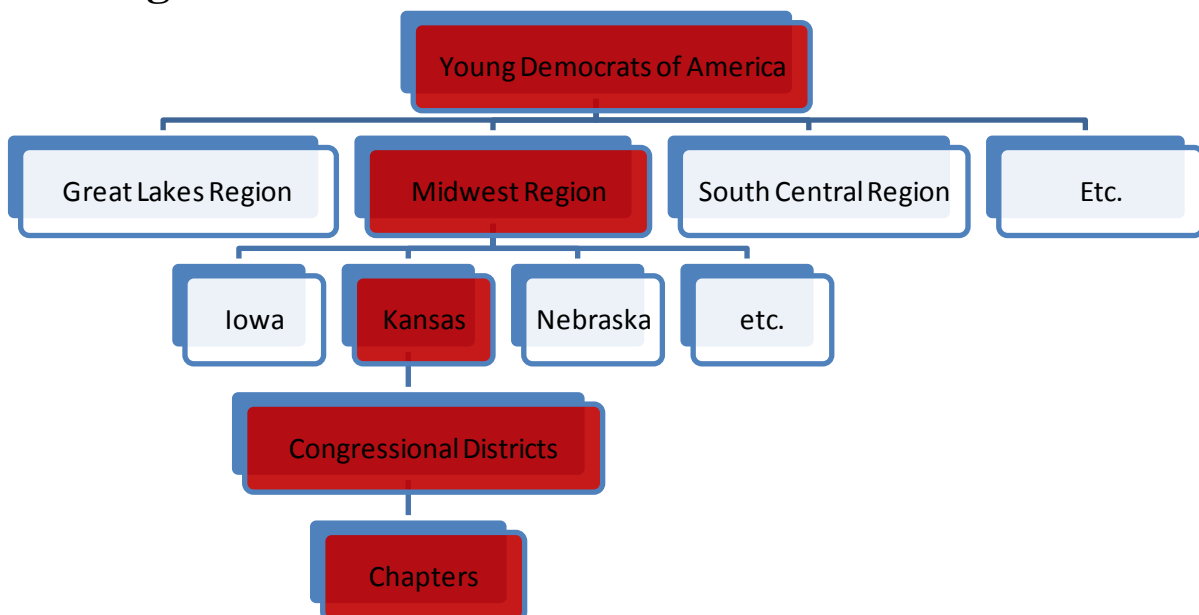 Young Democrats of America
Great Lakes Region
Midwest Region
South Central Region
Etc.
Iowa
Kansas
Nebraska
etc.
Congressional Districts
Chapters